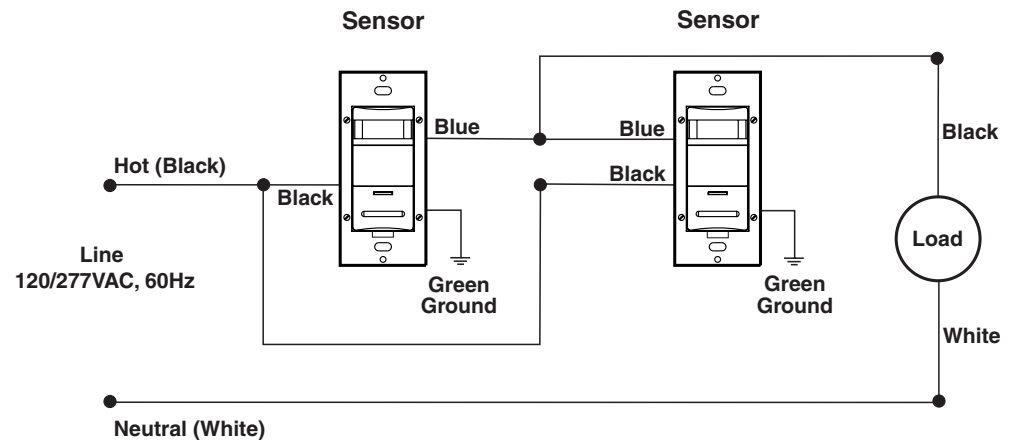 Sensor
Sensor
Blue
Blue
Black
Hot (Black)
Black
Black
Load
Line
120/277VAC, 60Hz
Green
Ground
Green
Ground
White
Neutral (White)